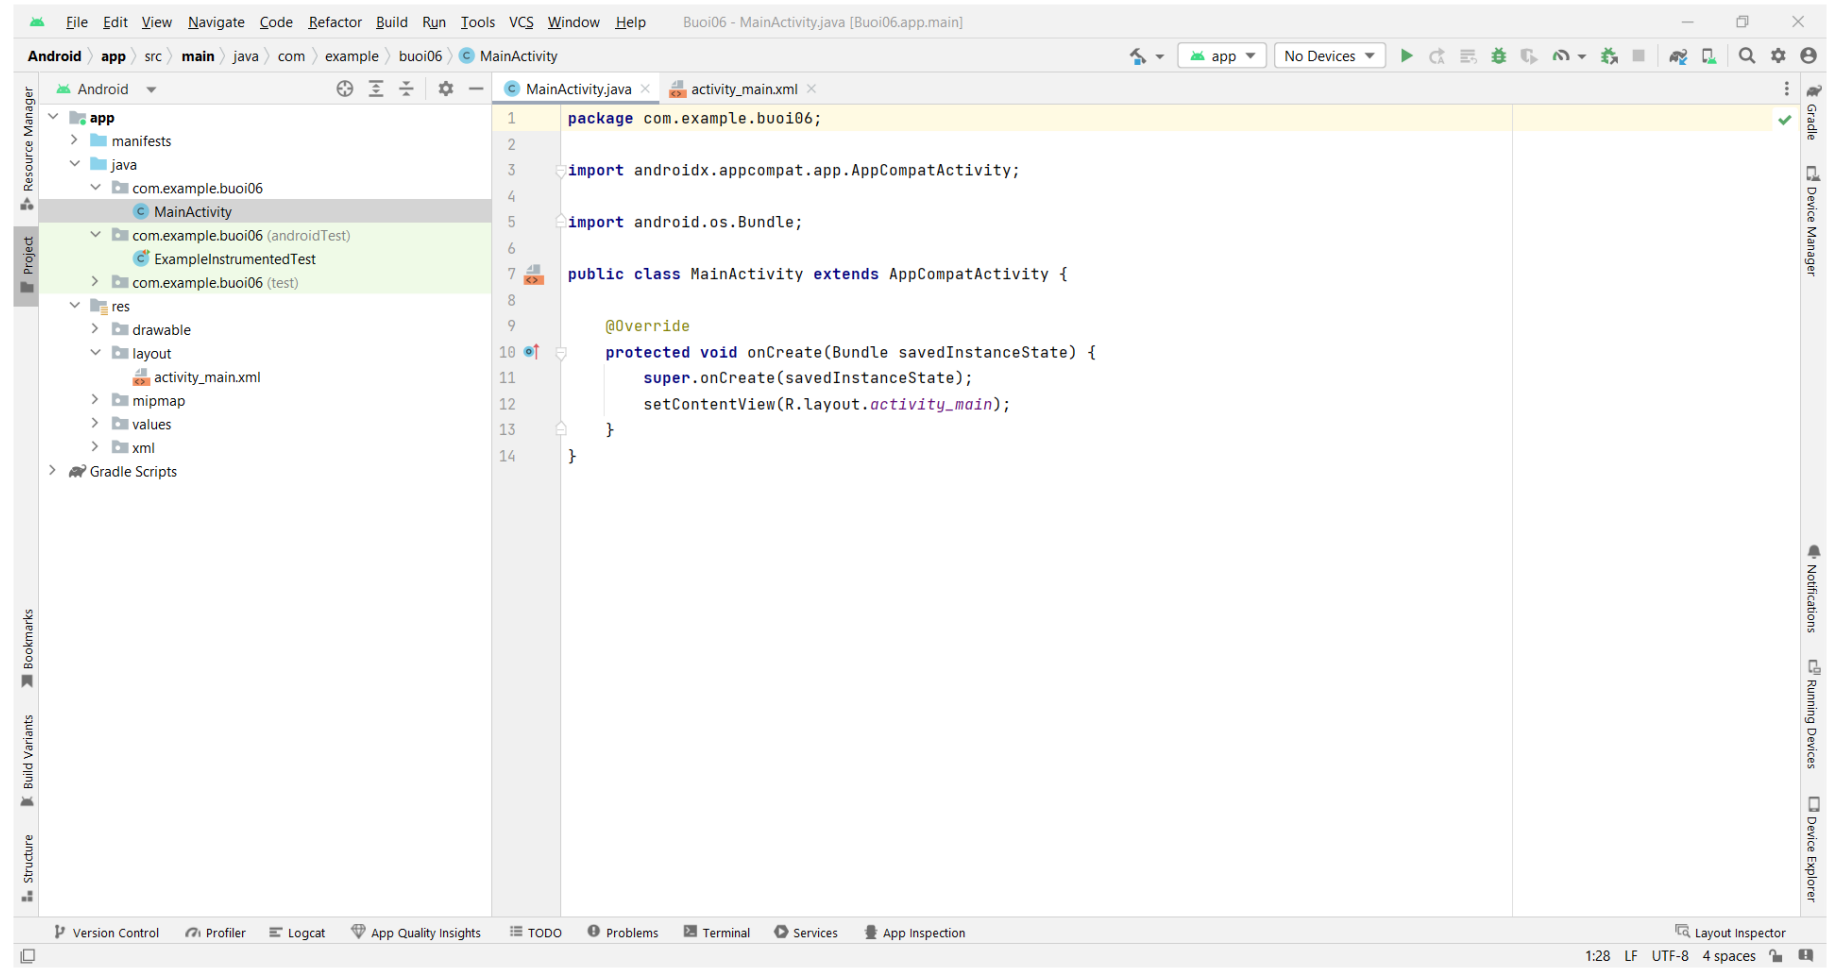 File Edit View Navigate Code Refactor Build Run Tools VCS Window Help Buoi06 - MainActivity.java [Buoi06.app.main]
Android app src main java com example buoi06 MainActivity app No Devices
Android
MainActivity.java activity_main.xml
app
manifests
java
com.example.buoi06
MainActivity
com.example.buoi06 (androidTest)
ExampleInstrumentedTest
com.example.buoi06 (test)
res
drawable
layout
activity_main.xml
mipmap
values
xml
Gradle Scripts
1 package com.example.buoi06;
2
3 import androidx.appcompat.app.AppCompatActivity;
4
5 import android.os.Bundle;
6
7 public class MainActivity extends AppCompatActivity {
8
9 @Override
10 protected void onCreate(Bundle savedInstanceState) {
11 super.onCreate(savedInstanceState);
12 setContentView(R.layout.activity_main);
13 }
14 }
Resource Manager
Project
Bookmarks
Build Variants
Structure
Gradle
Device Manager
Notifications
Running Devices
Device Explorer
Version Control Profiler Logcat App Quality Insights TODO Problems Terminal Services App Inspection Layout Inspector
1:28 LF UTF-8 4 spaces